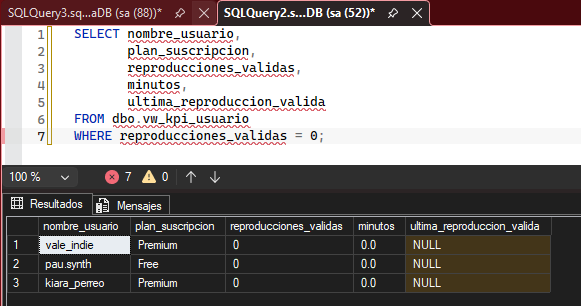 SQLQuery3.sq...aDB (sa (88))*
SQLQuery2.s...DB (sa (52))*
1 SELECT nombre_usuario,
2 plan_suscripcion,
3 reproducciones_validas,
4 minutos,
5 ultima_reproduccion_valida
6 FROM dbo.vw_kpi_usuario
7 WHERE reproducciones_validas = 0;
100 % 7 0
Resultados Mensajes
nombre_usuario plan_suscripcion reproducciones_validas minutos ultima_reproduccion_valida
1 vale_indie Premium 0 0.0 NULL
2 pau.synth Free 0 0.0 NULL
3 kiara_perreo Premium 0 0.0 NULL